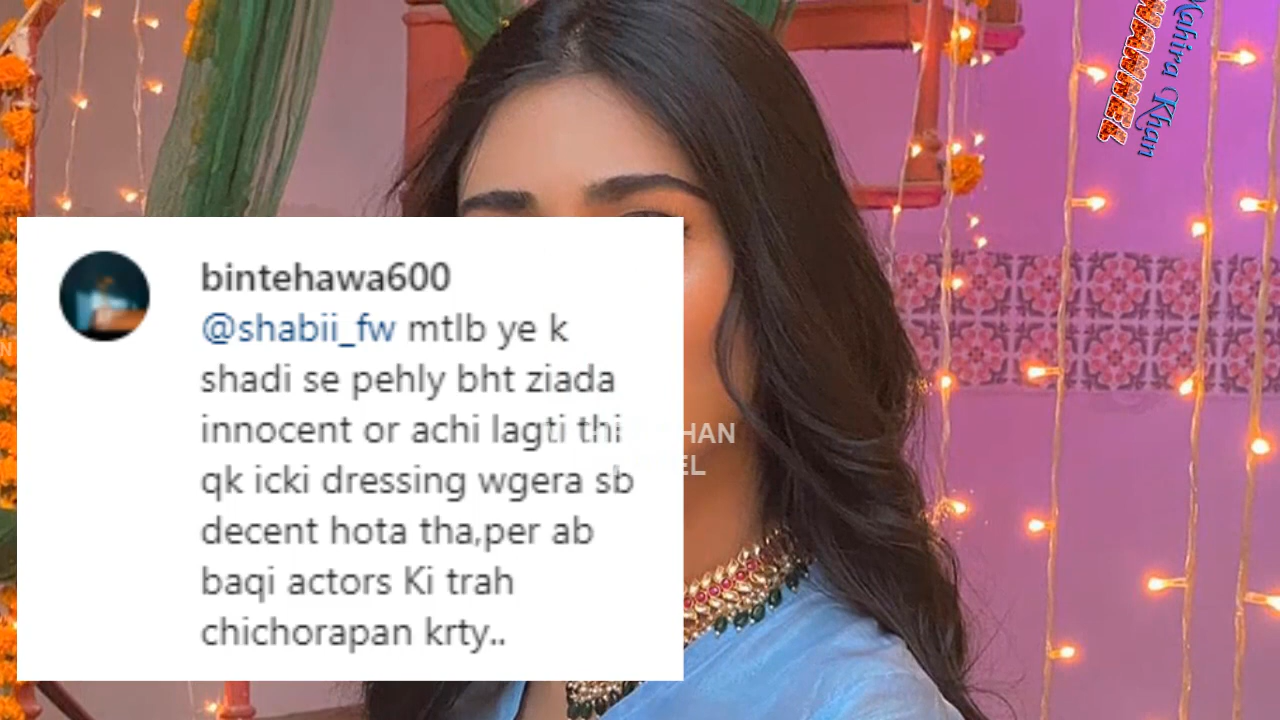 Mahira Khan
CHANNEL
bintehawa600
@shabii_fw mtlb ye k
shadi se pehly bht ziada
innocent or achi lagti thi
qk icki dressing wgera sb
decent hota tha,per ab
baqi actors Ki trah
chichorapan krty..